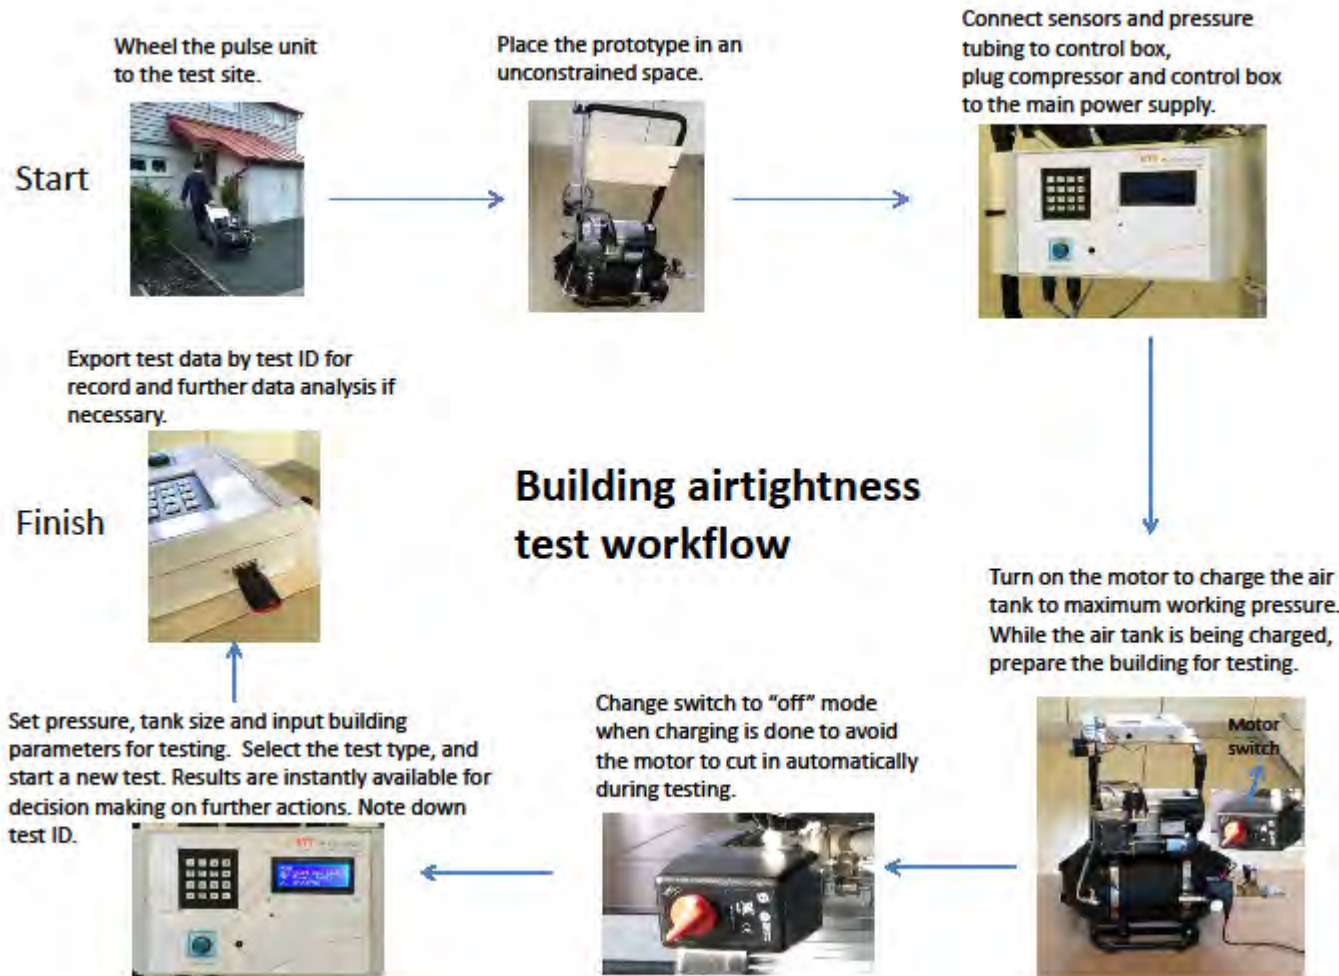 Wheel the pulse unit
to the test site.
Place the prototype in an
unconstrained space.
Connect sensors and pressure
tubing to control box,
plug compressor and control box
to the main power supply.
Start
Turn on the motor to charge the air
tank to maximum working pressure.
While the air tank is being charged,
prepare the building for testing.
Motor
switch
Change switch to “off” mode
when charging is done to avoid
the motor to cut in automatically
during testing.
Set pressure, tank size and input building
parameters for testing.  Select the test type, and
start a new test. Results are instantly available for
decision making on further actions. Note down
test ID.
Export test data by test ID for
record and further data analysis if
necessary.
Finish
Building airtightness
test workflow